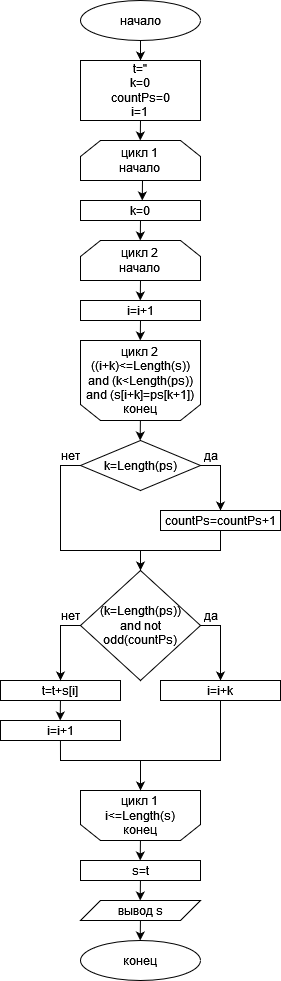 начало
t=''
k=0
countPs=0
i=1
цикл 1
начало
k=0
цикл 2
начало
i=i+1
цикл 2
((i+k)<=Length(s))
and (k<Length(ps))
and (s[i+k]=ps[k+1])
конец
нет
k=Length(ps)
да
countPs=countPs+1
нет
(k=Length(ps))
and not
odd(countPs)
да
t=t+s[i]
i=i+k
i=i+1
цикл 1
i<=Length(s)
конец
s=t
вывод s
конец